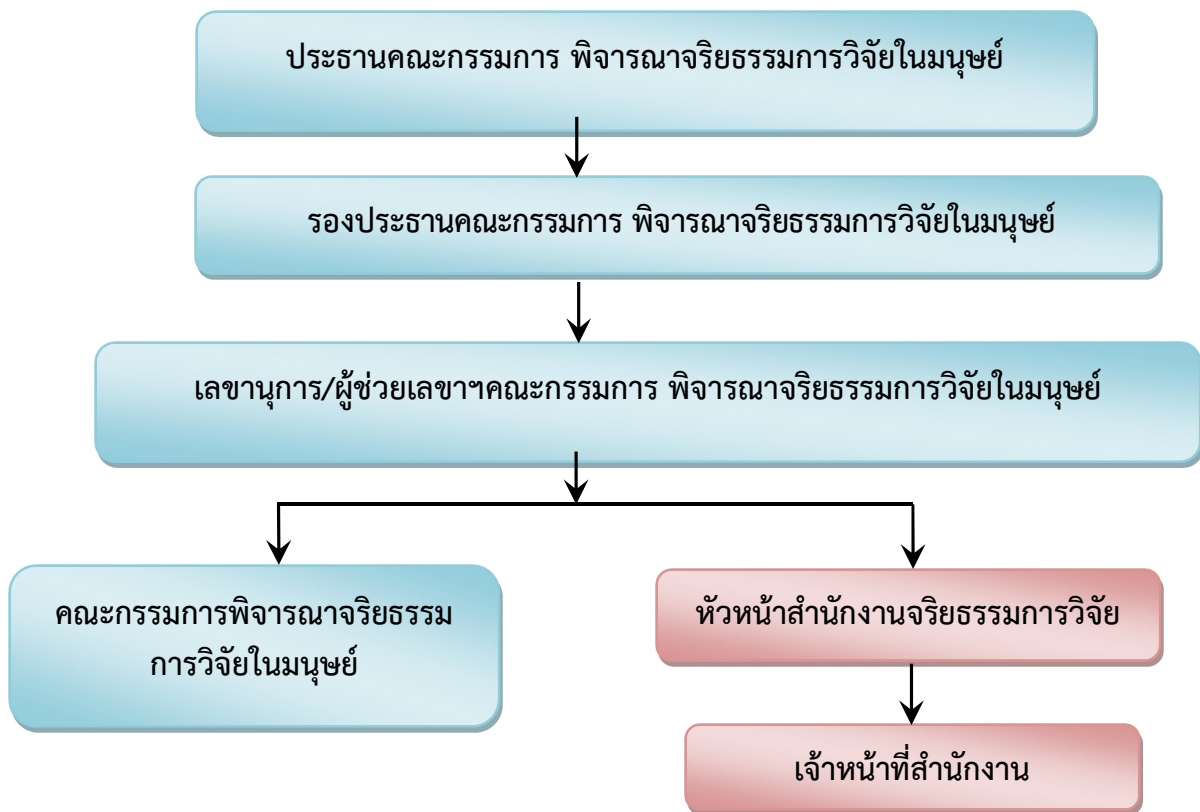 ประธานคณะกรรมการ พิจารณาจริยธรรมการวิจัยในมนุษย์
รองประธานคณะกรรมการ พิจารณาจริยธรรมการวิจัยในมนุษย์
เลขานุการ/ผู้ช่วยเลขาฯคณะกรรมการ พิจารณาจริยธรรมการวิจัยในมนุษย์
คณะกรรมการพิจารณาจริยธรรม
การวิจัยในมนุษย์
หัวหน้าสำนักงานจริยธรรมการวิจัย
เจ้าหน้าที่สำนักงาน